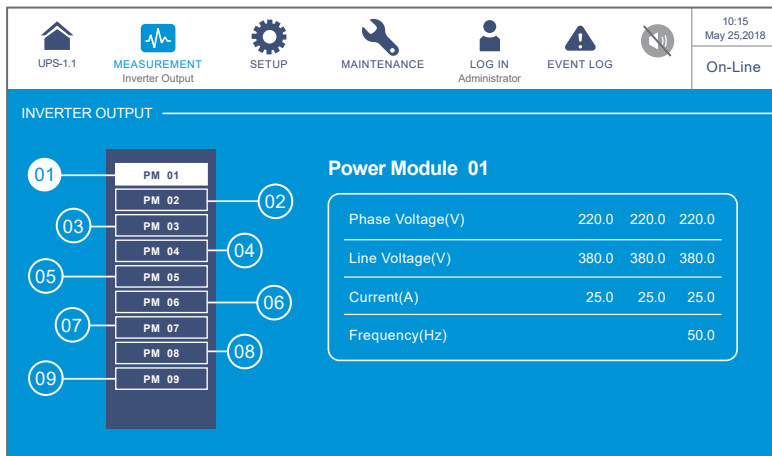 UPS-1.1
MEASUREMENT
Inverter Output
SETUP
MAINTENANCE
LOG IN
Administrator
EVENT LOG
10:15
May 25,2018
On-Line
INVERTER OUTPUT
01
PM 01
PM 02
02
03
PM 03
PM 04
04
05
PM 05
PM 06
06
07
PM 07
PM 08
08
09
PM 09
Power Module 01
Phase Voltage(V) 220.0 220.0 220.0
Line Voltage(V) 380.0 380.0 380.0
Current(A) 25.0 25.0 25.0
Frequency(Hz) 50.0